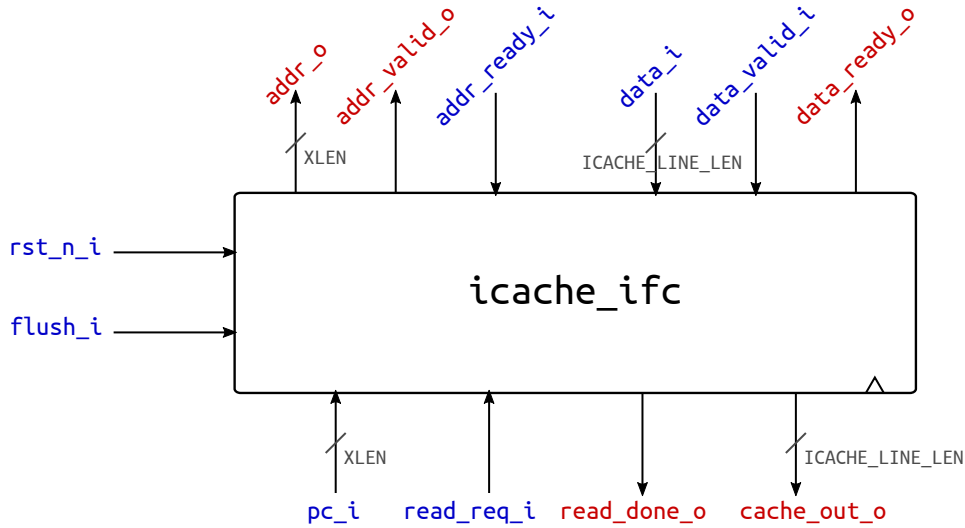 addr_o
addr_valid_o
addr_ready_i
data_i
data_valid_i
data_ready_o
XLEN
ICACHE_LINE_LEN
rst_n_i
icache_ifc
flush_i
XLEN
ICACHE_LINE_LEN
pc_i
read_req_i
read_done_o
cache_out_o